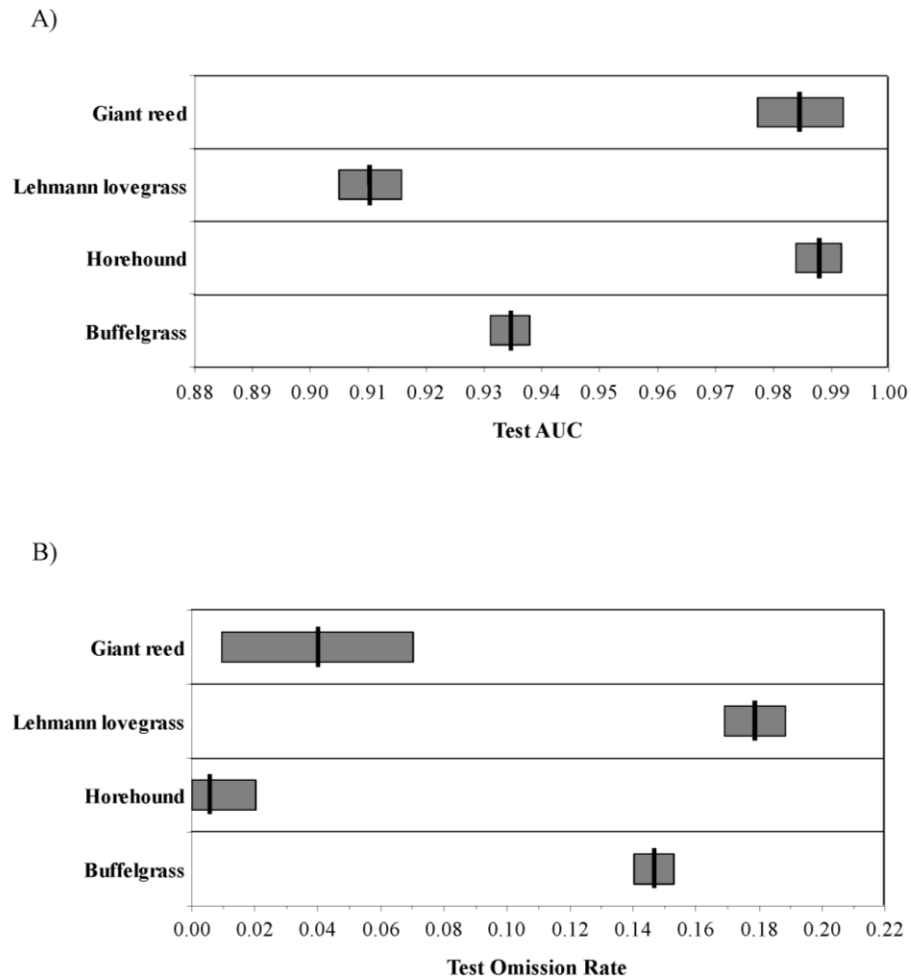 A)
Giant reed
Lehmann lovegrass
Horehound
Buffelgrass
0.88 0.89 0.90 0.91 0.92 0.93 0.94 0.95 0.96 0.97 0.98 0.99 1.00
Test AUC
B)
Giant reed
Lehmann lovegrass
Horehound
Buffelgrass
0.00 0.02 0.04 0.06 0.08 0.10 0.12 0.14 0.16 0.18 0.20 0.22
Test Omission Rate